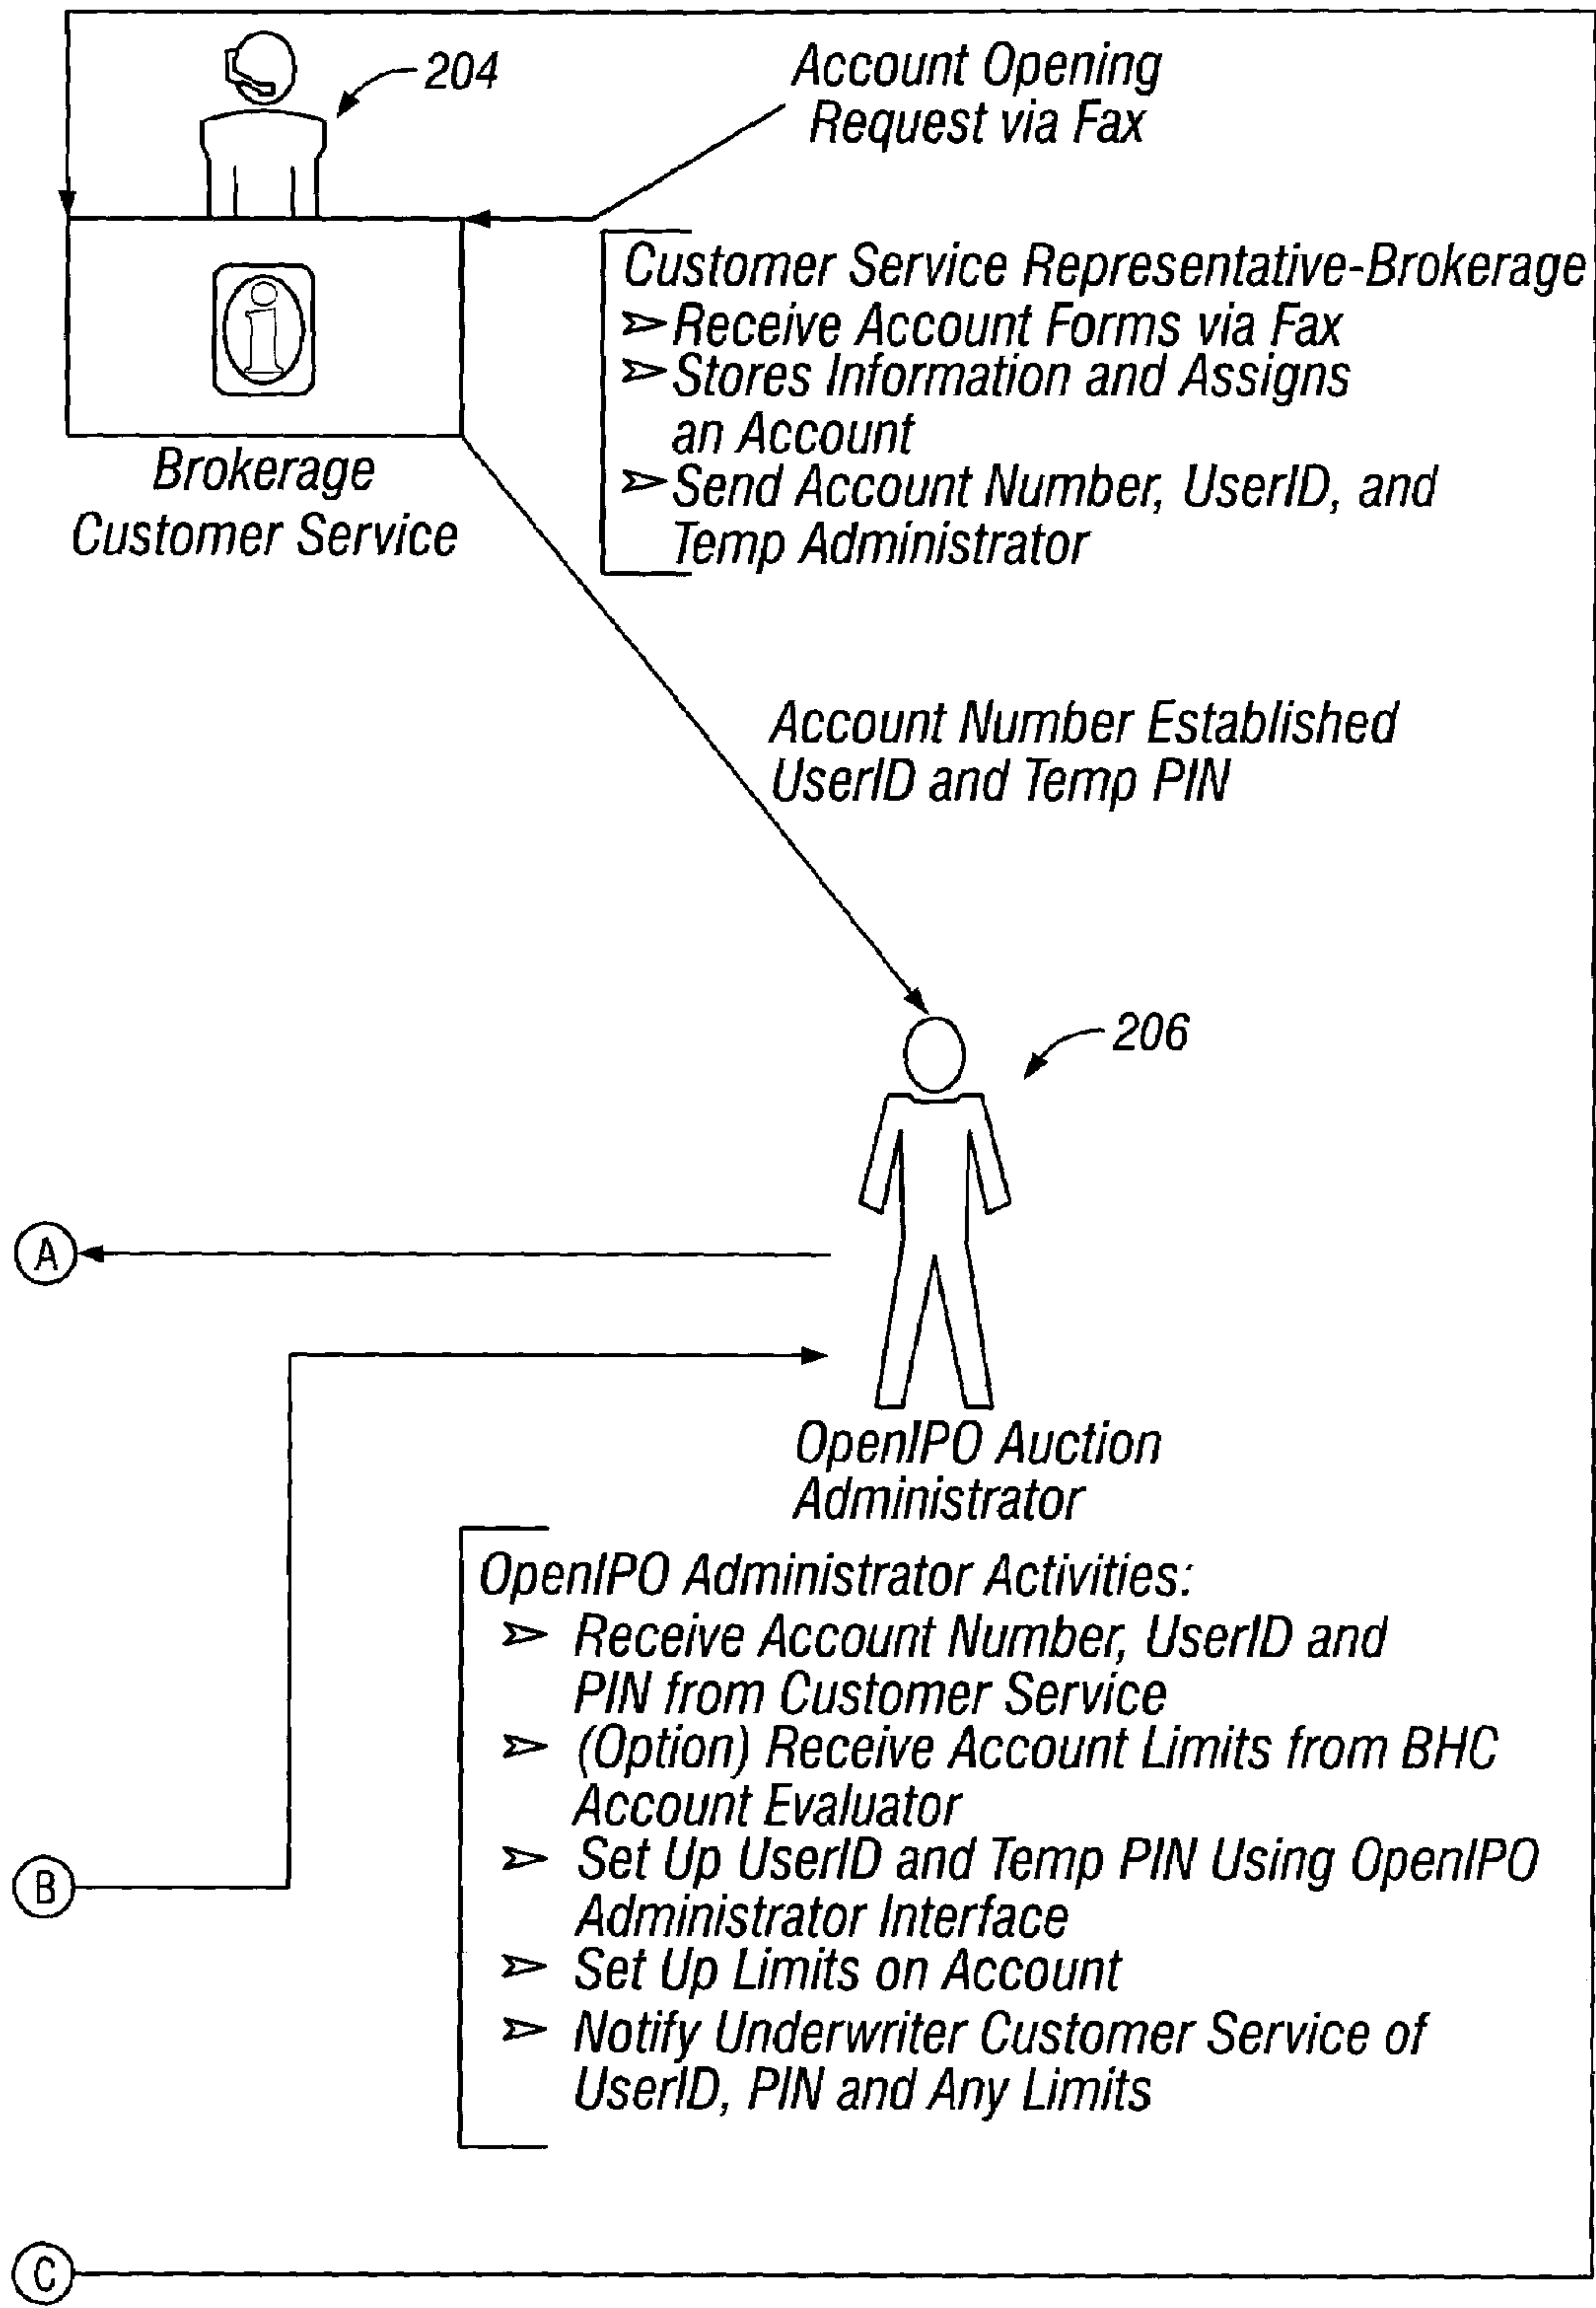 204
Account Opening
Request via Fax
Customer Service Representative-Brokerage
➢Receive Account Forms via Fax
➢Stores Information and Assigns
an Account
➢Send Account Number, UserID, and
Temp Administrator
Brokerage
Customer Service
Account Number Established
UserID and Temp PIN
206
A
OpenIPO Auction
Administrator
OpenIPO Administrator Activities:
➢ Receive Account Number, UserID and
PIN from Customer Service
➢ (Option) Receive Account Limits from BHC
Account Evaluator
➢ Set Up UserID and Temp PIN Using OpenIPO
Administrator Interface
➢ Set Up Limits on Account
➢ Notify Underwriter Customer Service of
UserID, PIN and Any Limits
B
C